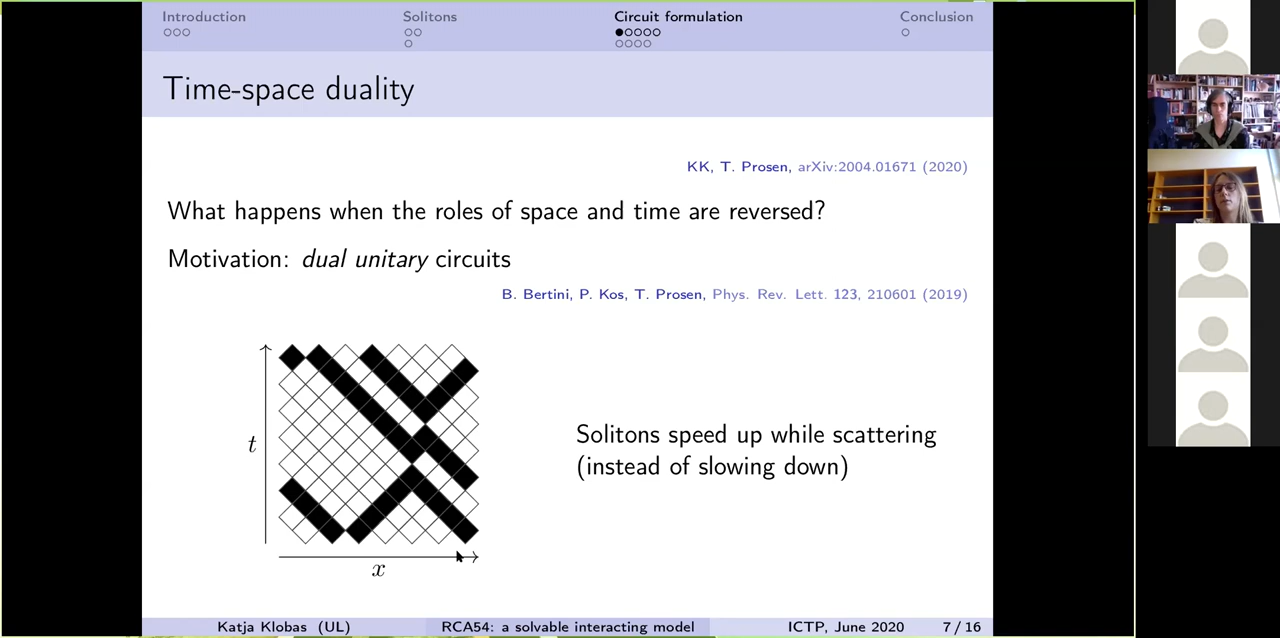 Introduction
Solitons
Circuit formulation
Conclusion
Time-space duality
KK, T. Prosen, arXiv:2004.01671 (2020)
What happens when the roles of space and time are reversed?
Motivation: dual unitary circuits
B. Bertini, P. Kos, T. Prosen, Phys. Rev. Lett. 123, 210601 (2019)
t
x
Solitons speed up while scattering
(instead of slowing down)
Katja Klobas (UL)
RCA54: a solvable interacting model
ICTP, June 2020
7 / 16